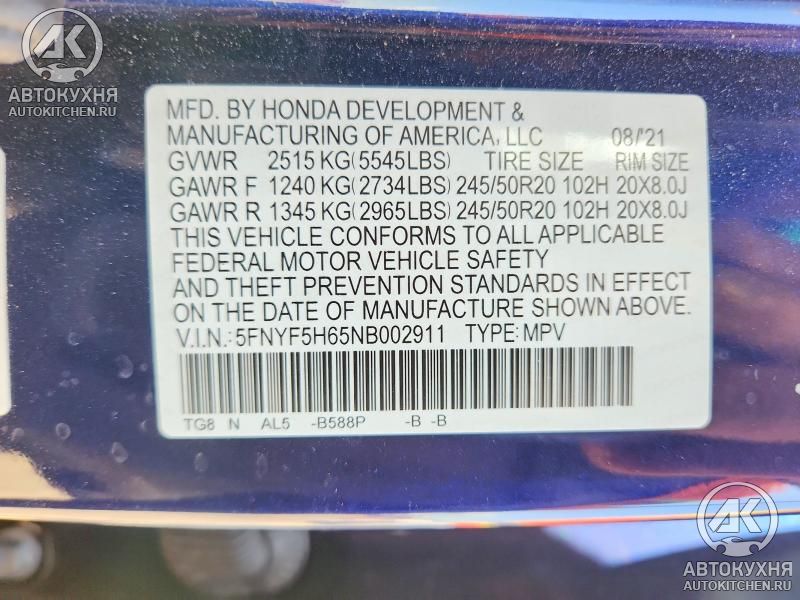 AK
АВТОКУХНЯ
AUTOKITCHEN.RU
MFD. BY HONDA DEVELOPMENT &
MANUFACTURING OF AMERICA, LLC 08/'21
GVWR 2515 KG(5545LBS) TIRE SIZE RIM SIZE
GAWR F 1240 KG(2734LBS) 245/50R20 102H 20X8.0J
GAWR R 1345 KG(2965LBS) 245/50R20 102H 20X8.0J
THIS VEHICLE CONFORMS TO ALL APPLICABLE
FEDERAL MOTOR VEHICLE SAFETY
AND THEFT PREVENTION STANDARDS IN EFFECT
ON THE DATE OF MANUFACTURE SHOWN ABOVE.
V.I.N.:5FNYF5H65NB002911 TYPE:MPV
TG8 N AL5 -B588P -B -B
AK
АВТОКУХНЯ
AUTOKITCHEN.RU